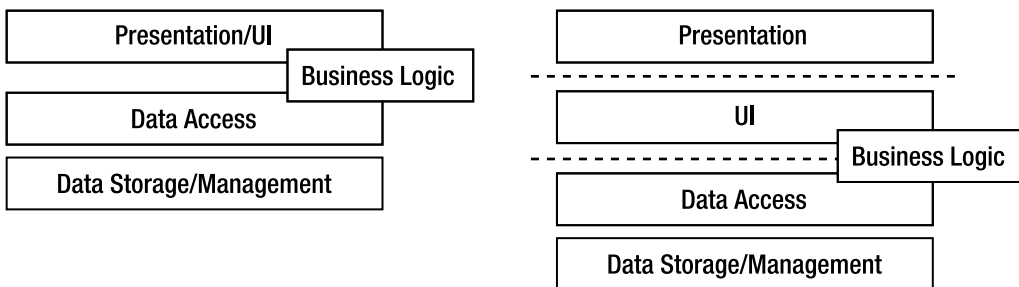 Presentation/UI
Business Logic
Data Access
Data Storage/Management
Presentation
UI
Business Logic
Data Access
Data Storage/Management